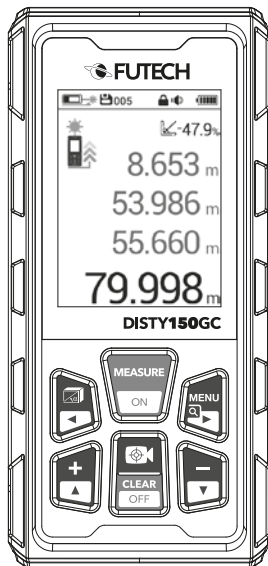 FUTECH
005
-47.9%
8.653 m
53.986 m
55.660 m
79.998 m
DISTY150GC
MEASURE
ON
MENU
+
CLEAR
OFF
−